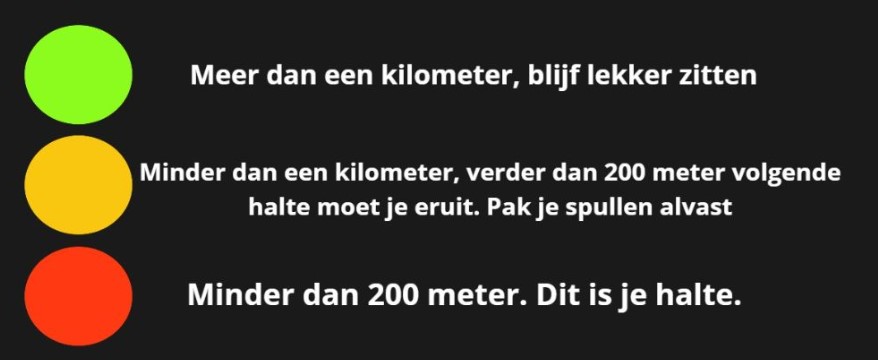 Meer dan een kilometer, blijf lekker zitten
Minder dan een kilometer, verder dan 200 meter volgende
halte moet je eruit. Pak je spullen alvast
Minder dan 200 meter. Dit is je halte.